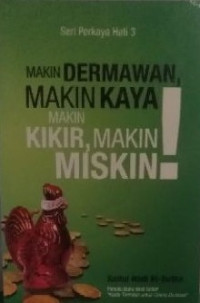 Seri Perkaya Hati 3
MAKIN DERMAWAN,
MAKIN KAYA
MAKIN
KIKIR, MAKIN
MISKIN!